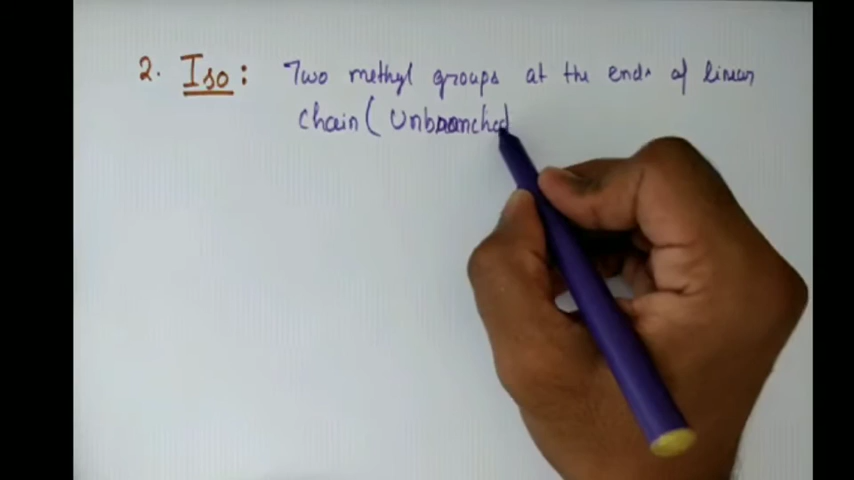 2. Iso: Two methyl groups at the ends of linear
chain (Unbranched